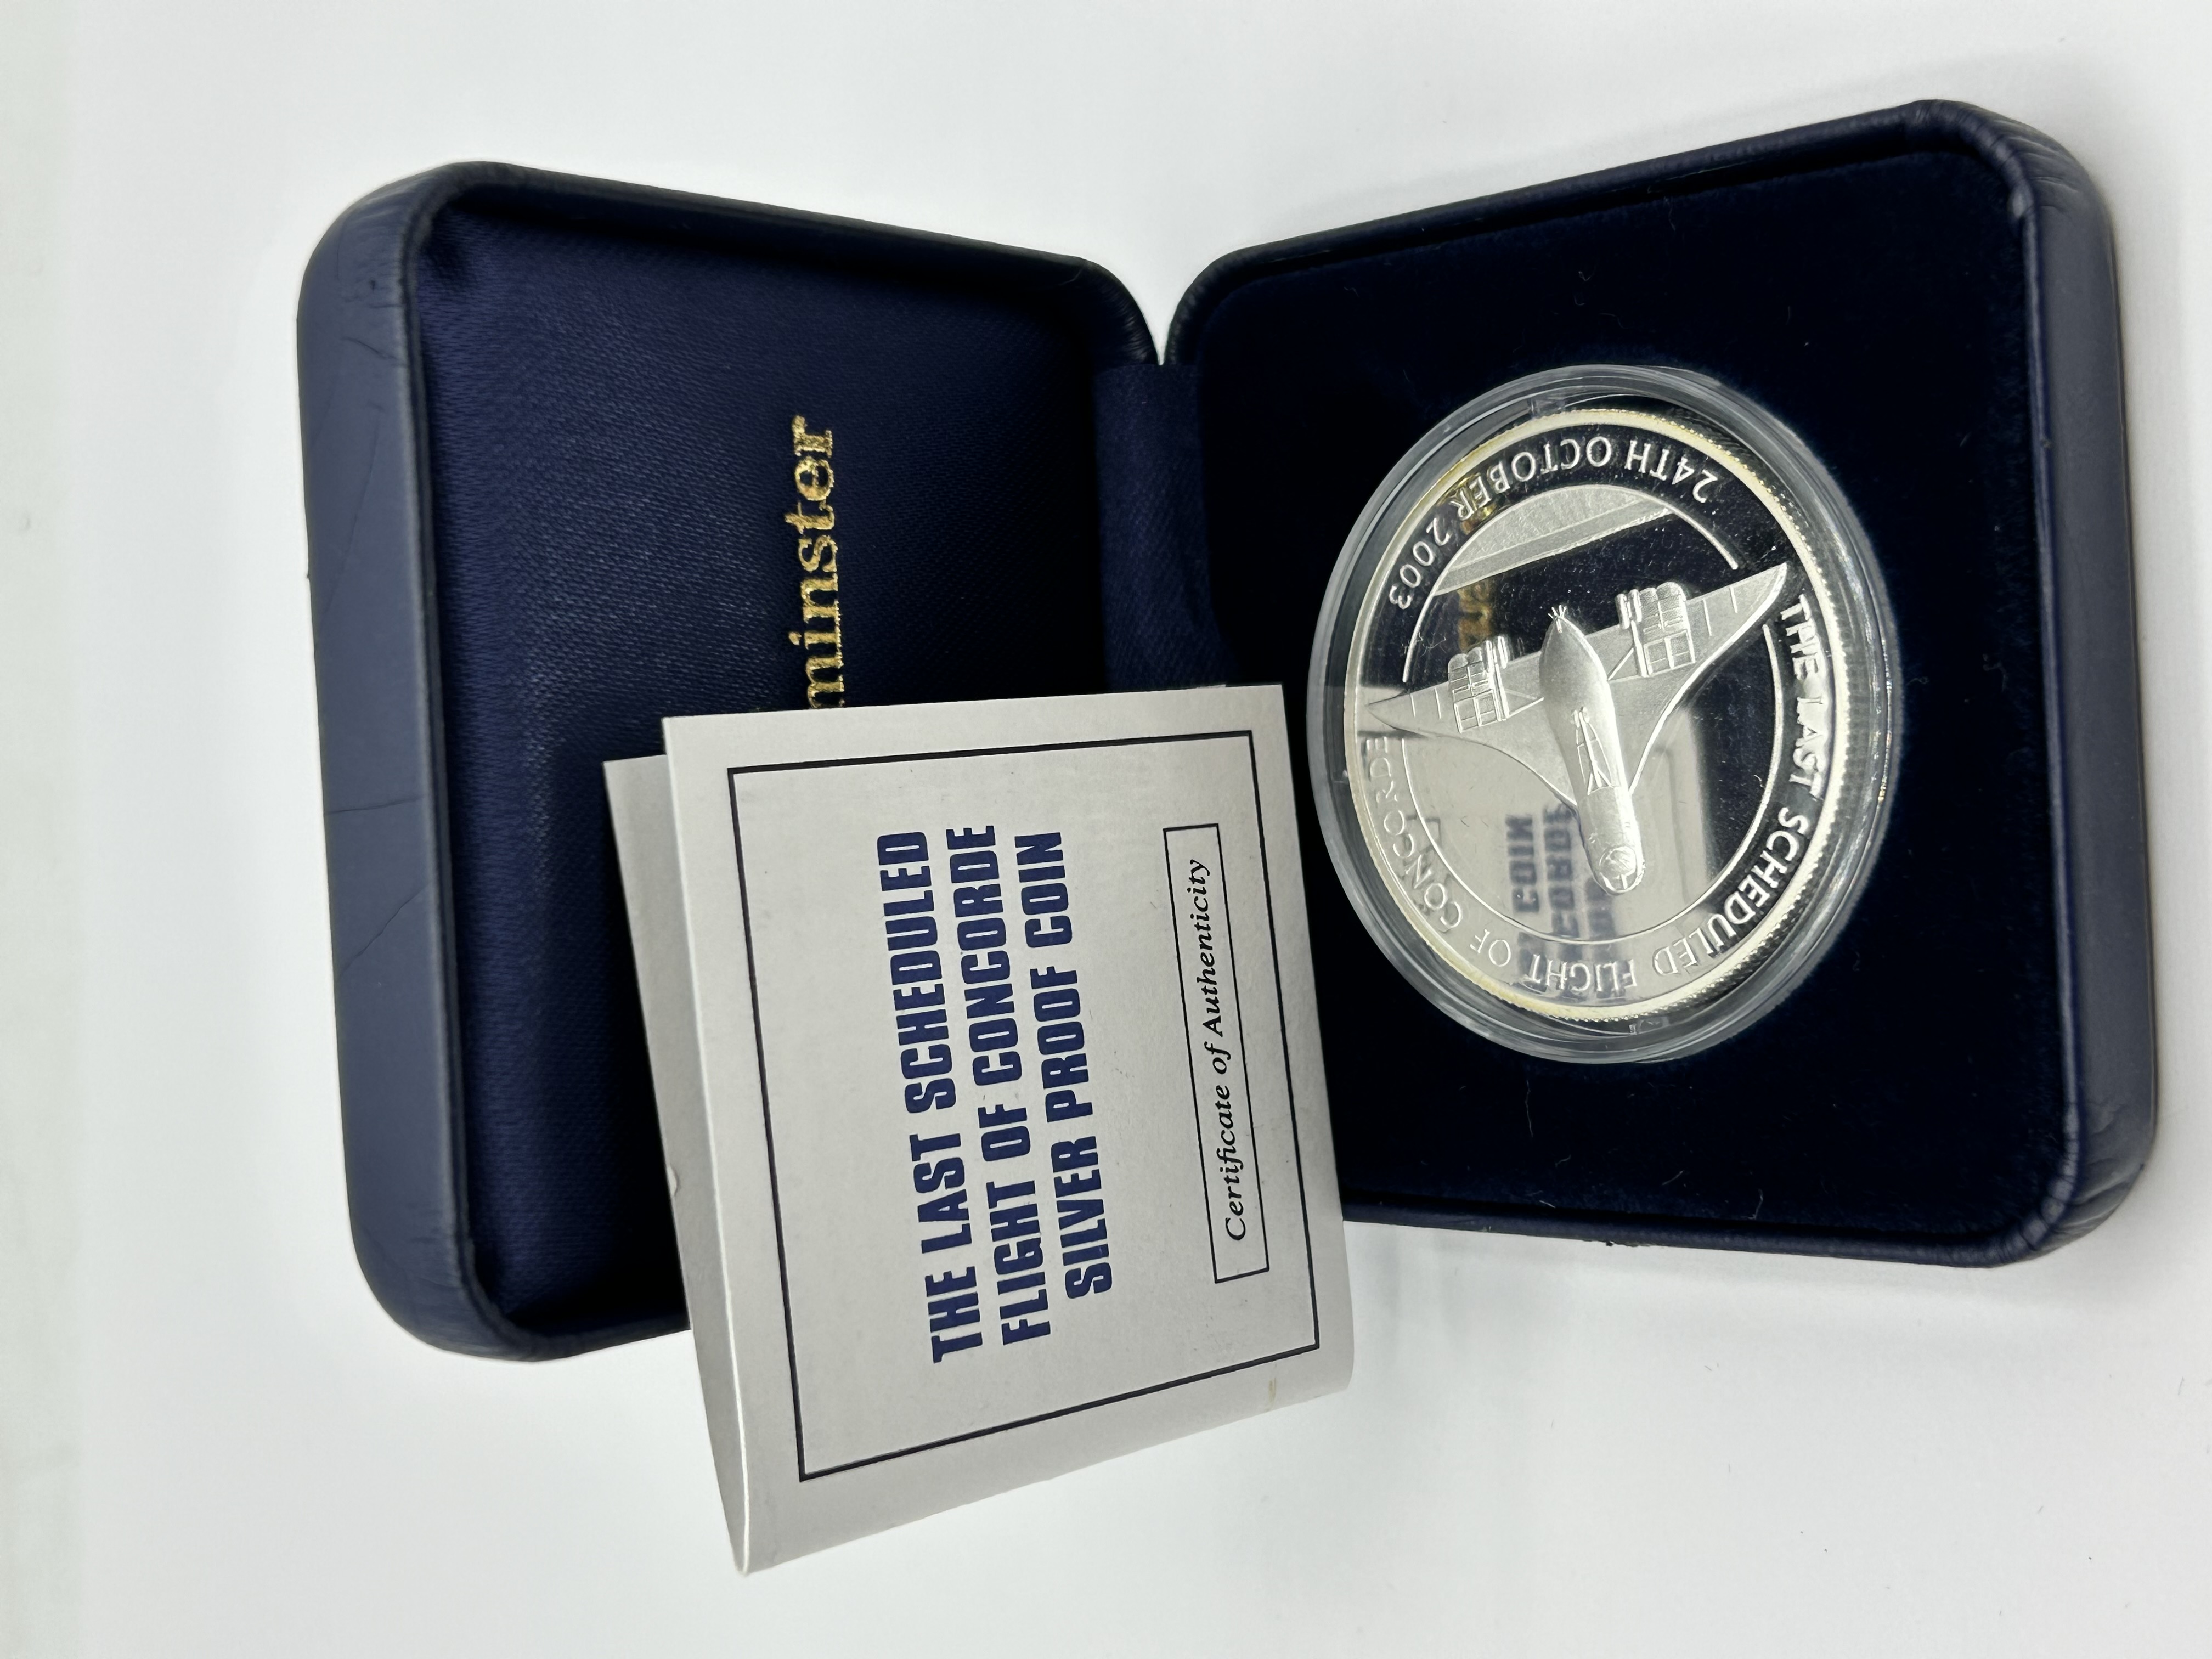 minster
THE LAST SCHEDULED
FLIGHT OF CONCORDE
SILVER PROOF COIN
Certificate of Authenticity
THE LAST SCHEDULED FLIGHT OF CONCORDE
24TH OCTOBER 2003